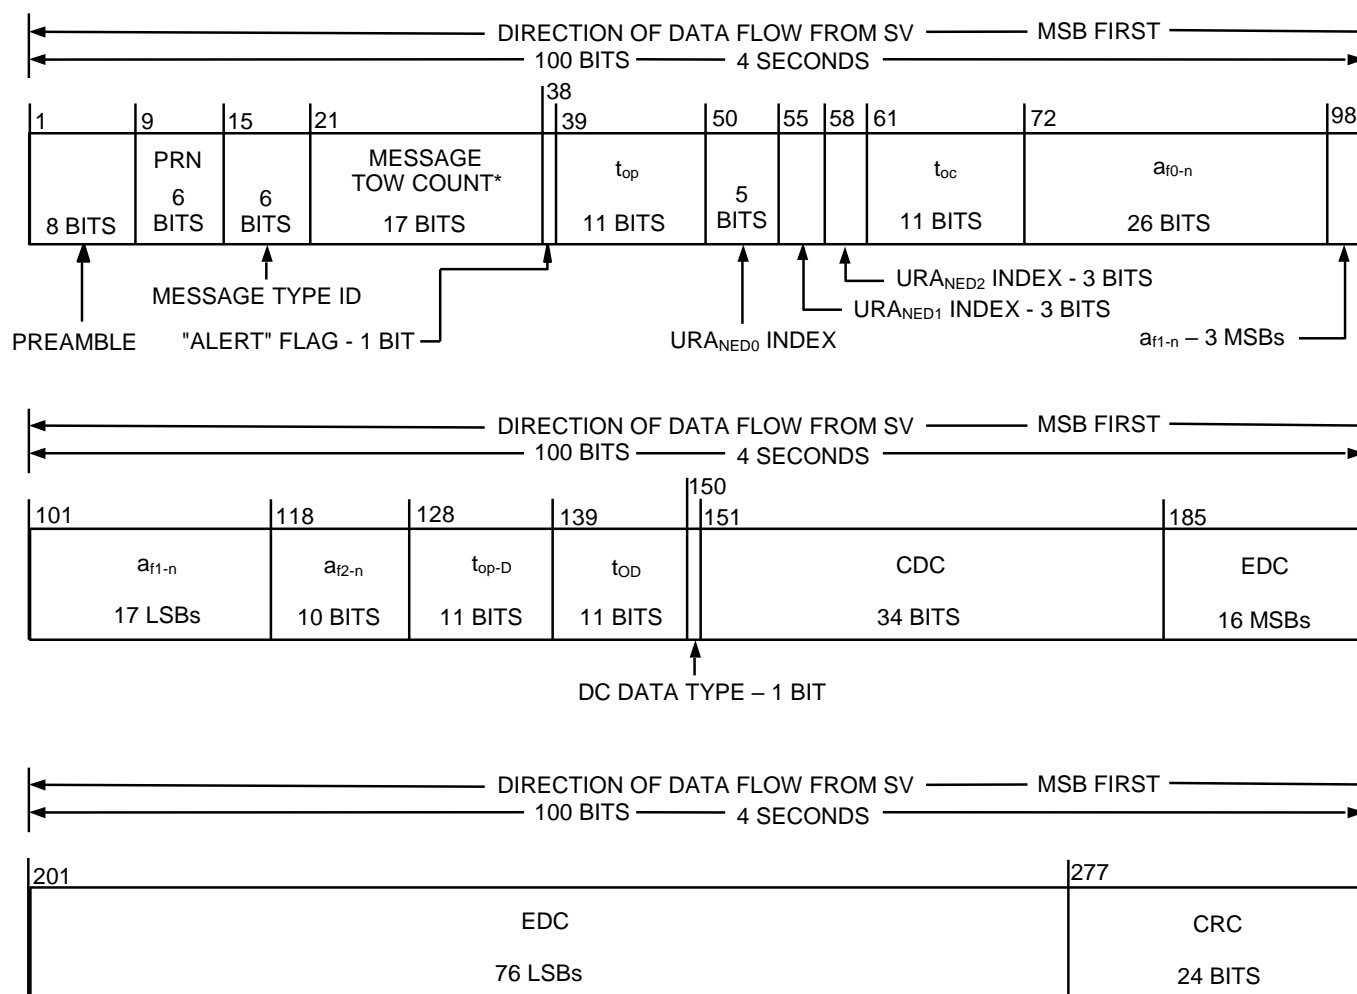 DIRECTION OF DATA FLOW FROM SV MSB FIRST
100 BITS 4 SECONDS
38
1 9 15 21 39 50 55 58 61 72 98
PRN
6
BITS
MESSAGE
TOW COUNT*
17 BITS
8 BITS
6
BITS
top
11 BITS
5
BITS
toc
11 BITS
af0-n
26 BITS
URANED2 INDEX - 3 BITS
MESSAGE TYPE ID
URANED1 INDEX - 3 BITS
PREAMBLE "ALERT" FLAG - 1 BIT URANED0 INDEX af1-n – 3 MSBs
DIRECTION OF DATA FLOW FROM SV MSB FIRST
100 BITS 4 SECONDS
150
101 118 128 139 151 185
af1-n af2-n top-D tOD CDC EDC
17 LSBs 10 BITS 11 BITS 11 BITS 34 BITS 16 MSBs
DC DATA TYPE – 1 BIT
DIRECTION OF DATA FLOW FROM SV MSB FIRST
100 BITS 4 SECONDS
201 277
EDC CRC
76 LSBs 24 BITS